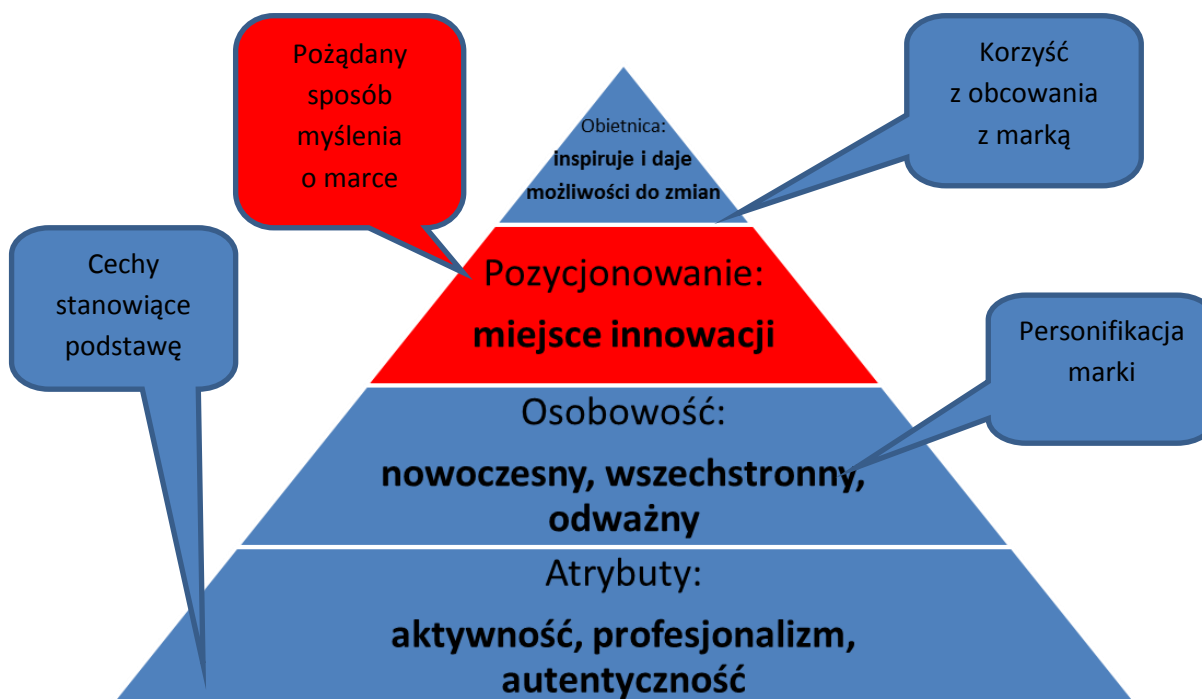 Pożądany
sposób
myślenia
o marce
Korzyść
z obcowania
z marką
Obietnica:
inspiruje i daje
możliwości do zmian
Cechy
stanowiące
podstawę
Pozycjonowanie:
miejsce innowacji
Personifikacja
marki
Osobowość:
nowoczesny, wszechstronny,
odważny
Atrybuty:
aktywność, profesjonalizm,
autentyczność